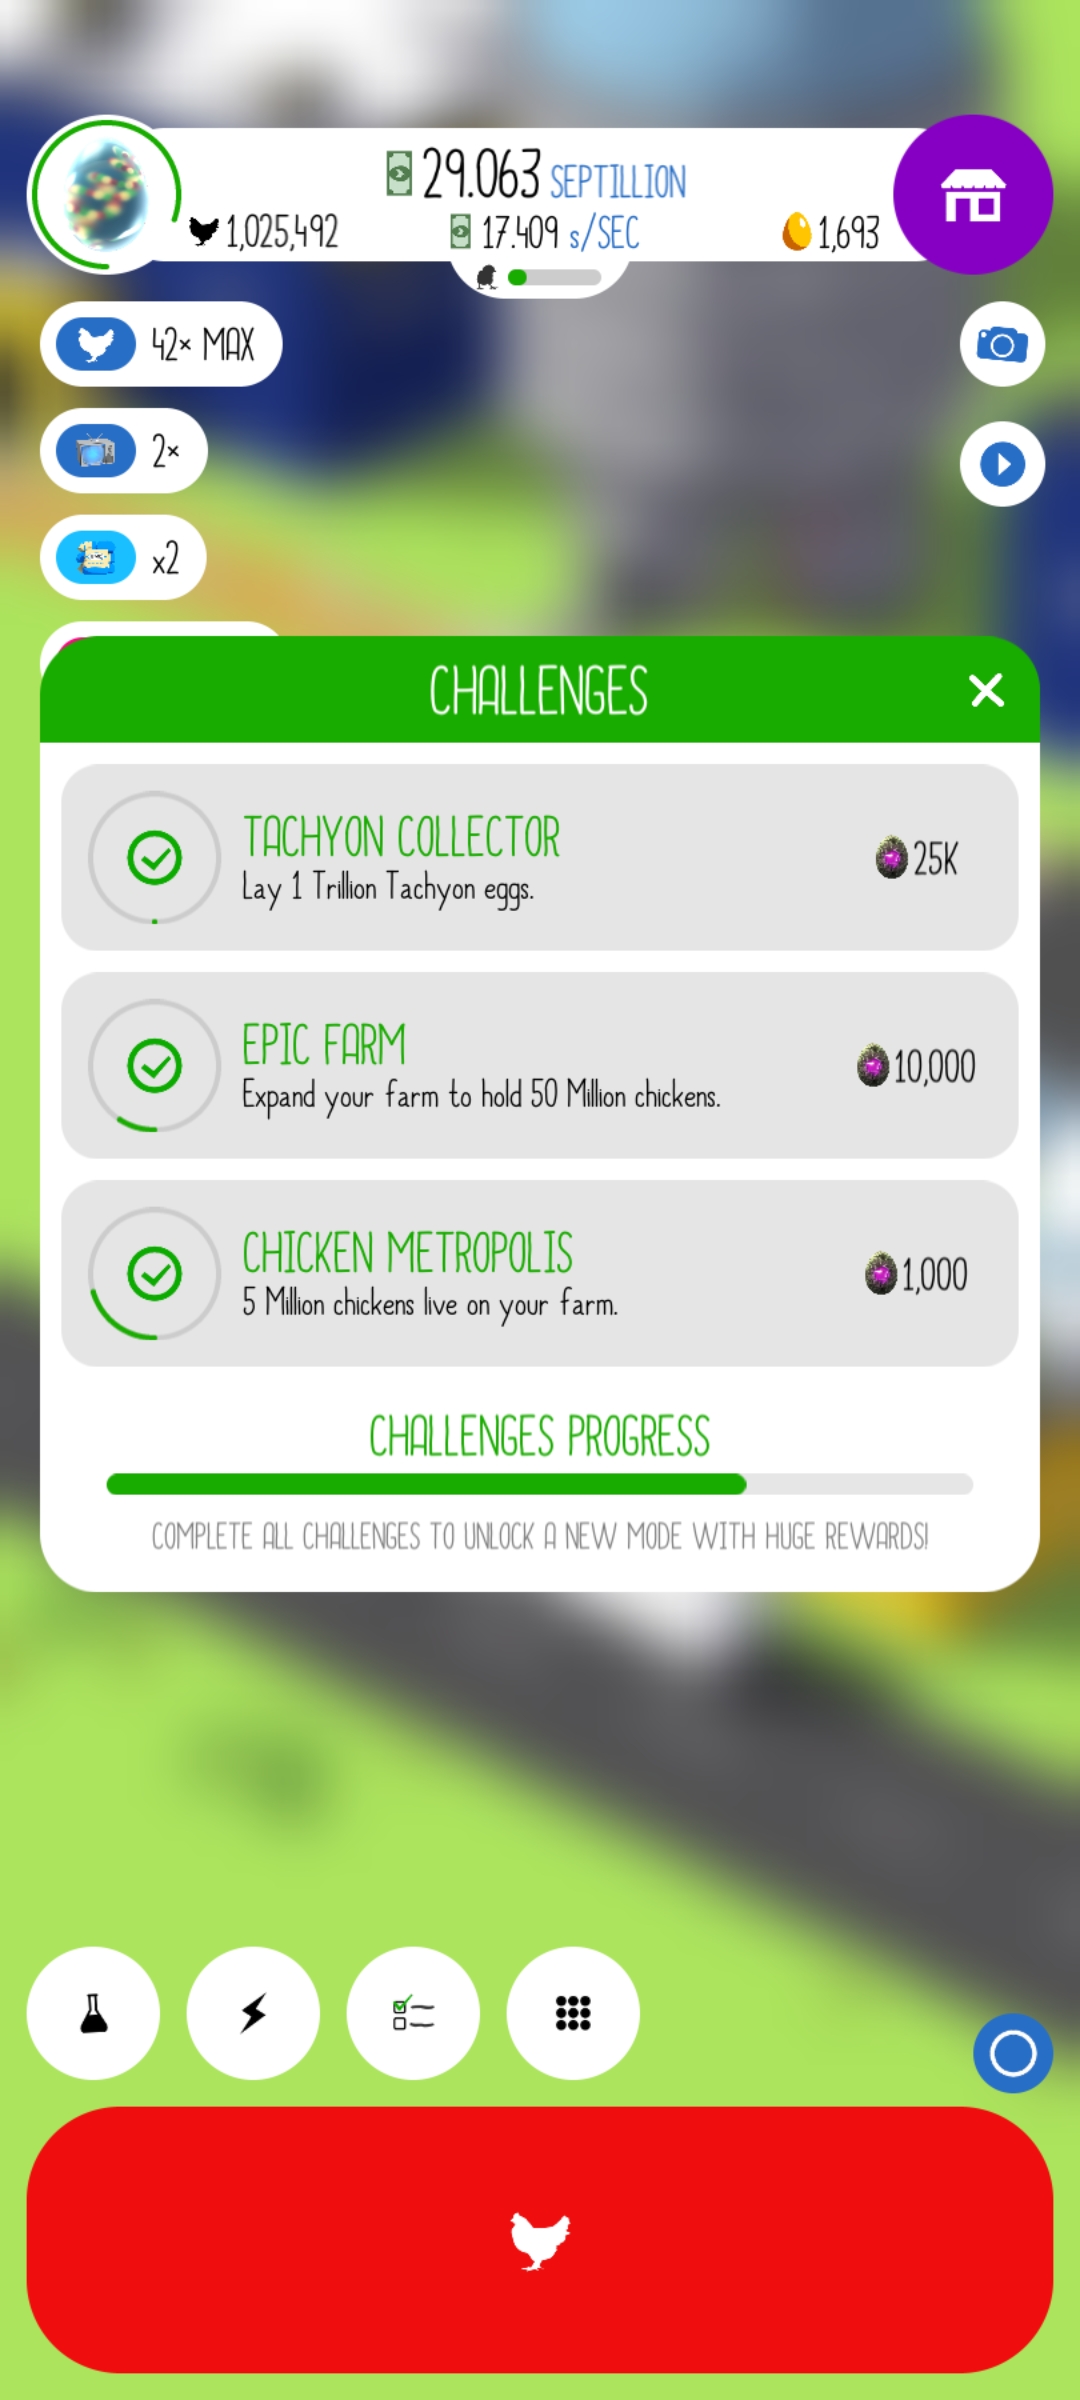 29.063 SEPTILLION
1,025,492
17.409 s/SEC
1,693
42× MAX
2×
x2
CHALLENGES
TACHYON COLLECTOR
Lay 1 Trillion Tachyon eggs.
25K
EPIC FARM
Expand your farm to hold 50 Million chickens.
10,000
CHICKEN METROPOLIS
5 Million chickens live on your farm.
1,000
CHALLENGES PROGRESS
COMPLETE ALL CHALLENGES TO UNLOCK A NEW MODE WITH HUGE REWARDS!